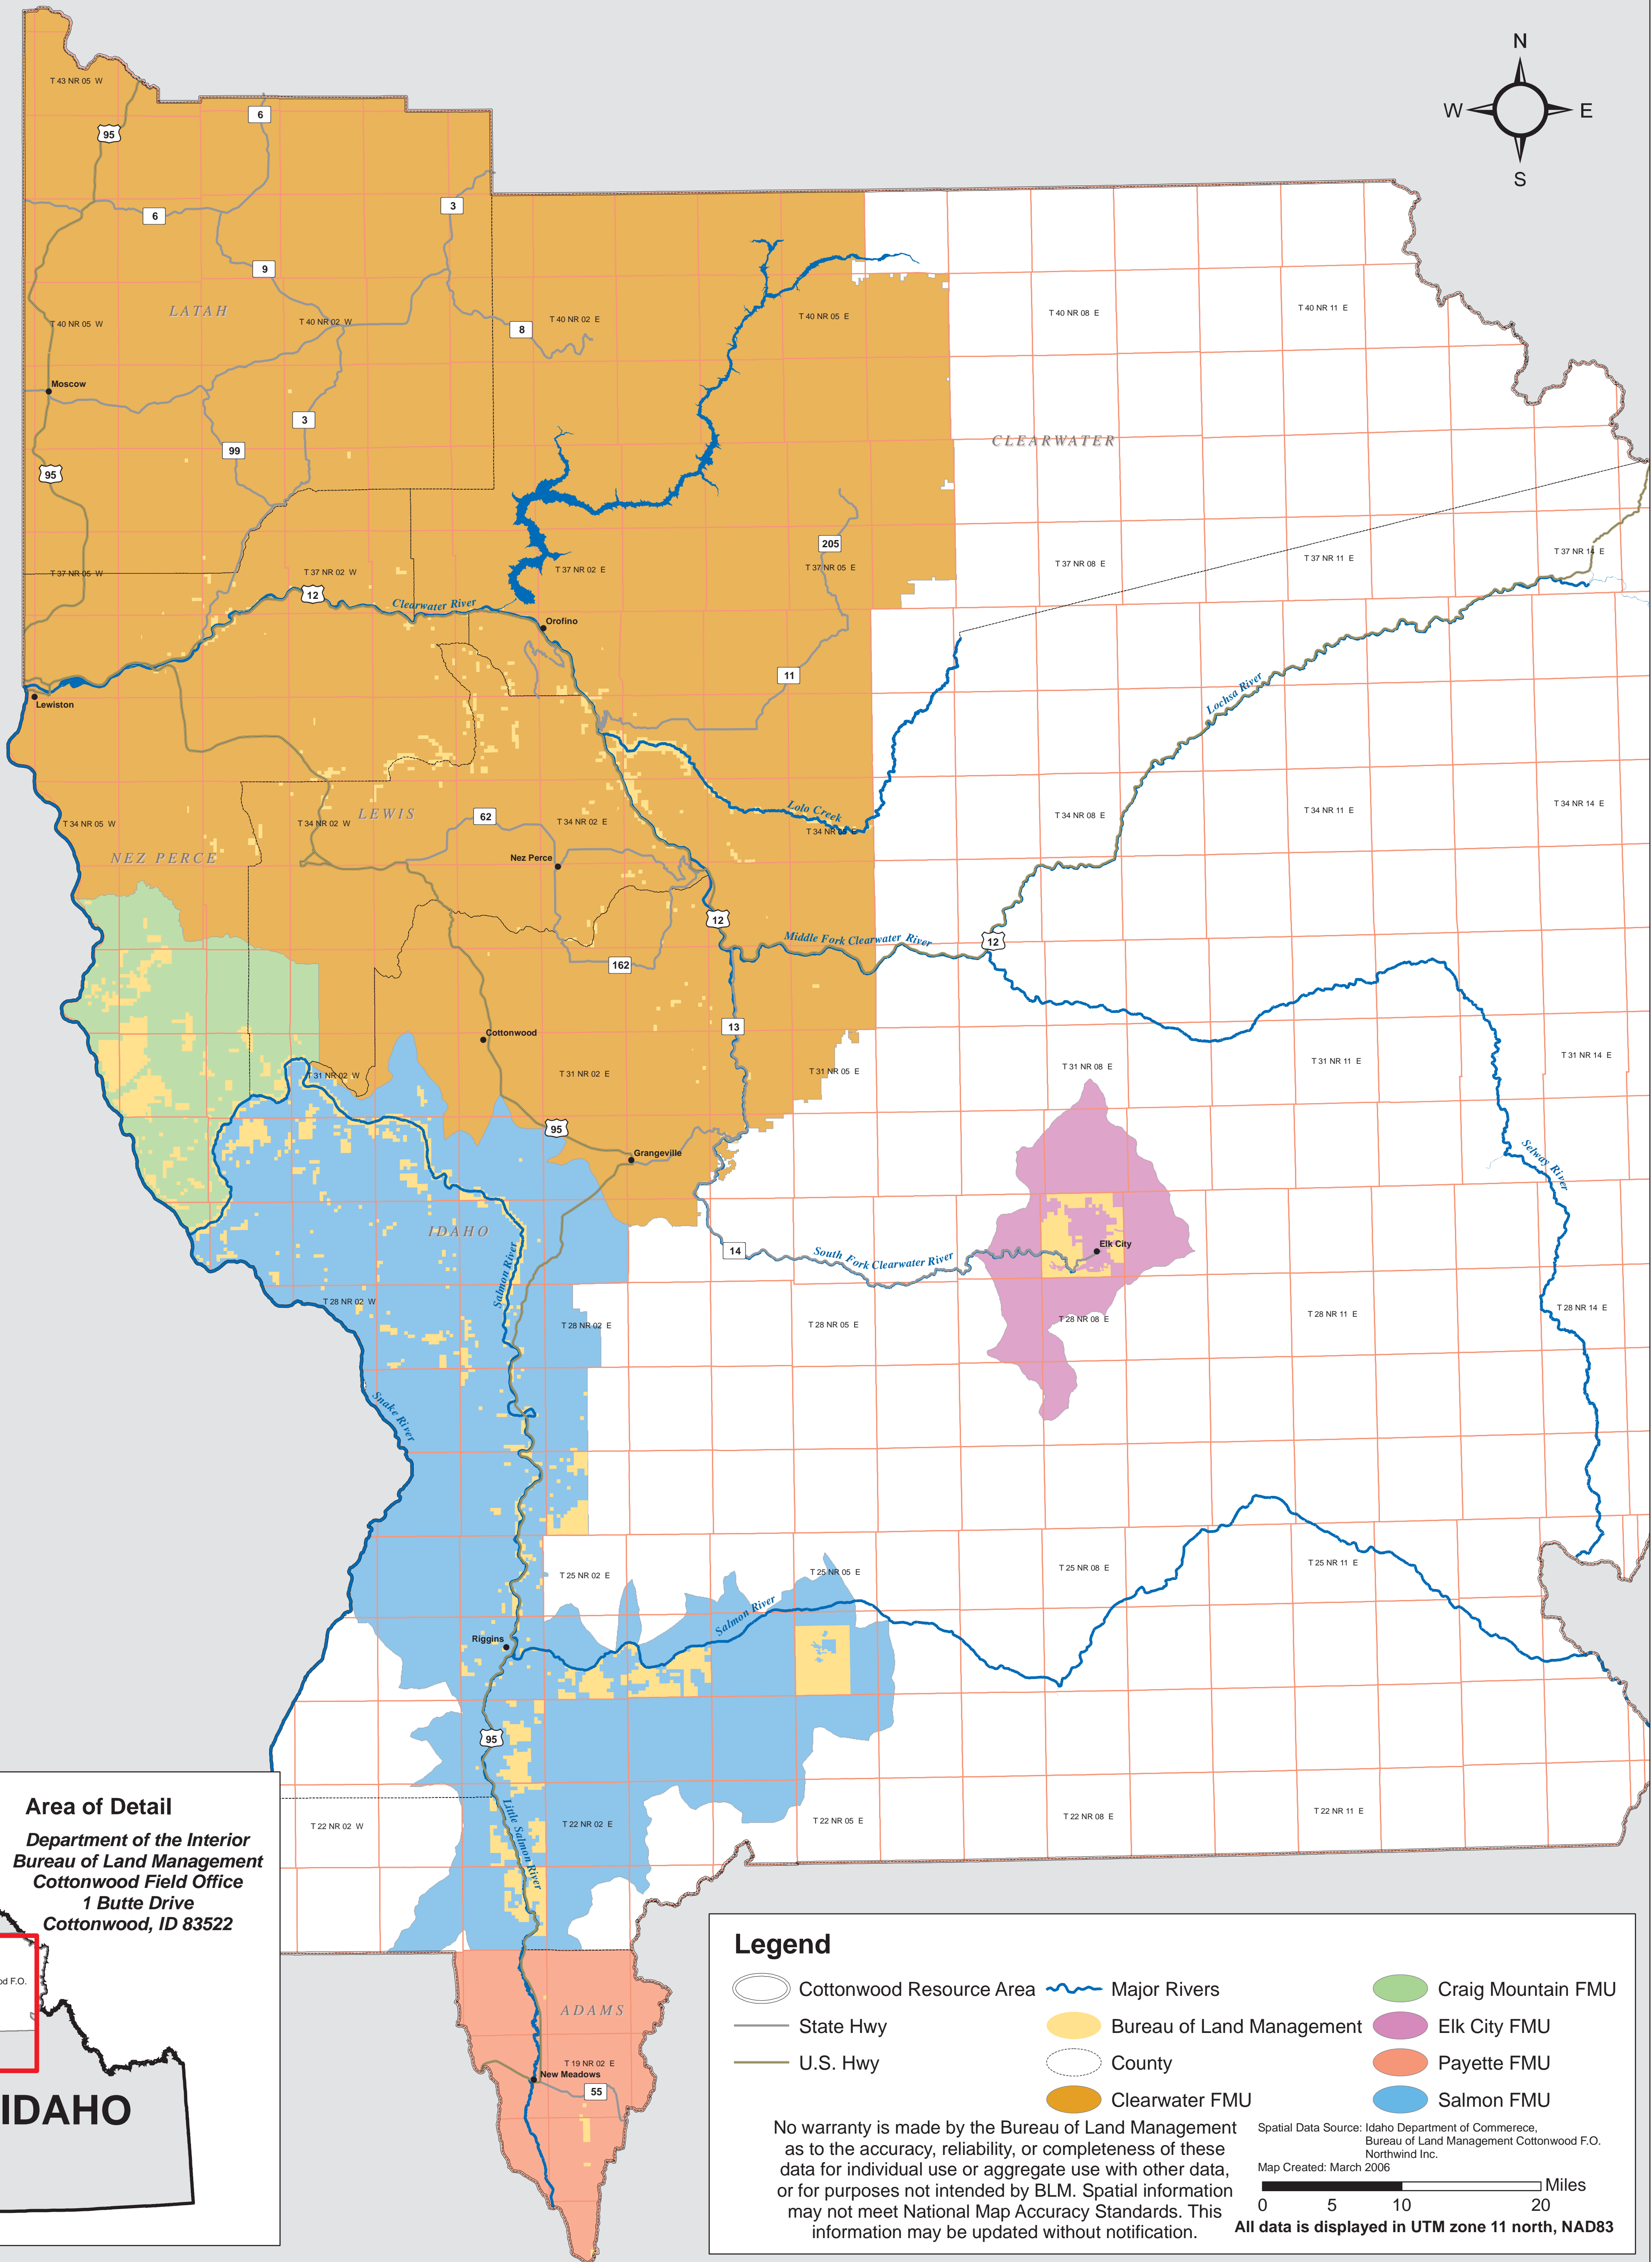 N
W E
S
T 43 NR 05 W
6
95
3
6
9
LATAH
T 40 NR 05 W
T 40 NR 02 W
8
T 40 NR 02 E
T 40 NR 05 E
T 40 NR 08 E
T 40 NR 11 E
Moscow
3
99
CLEARWATER
95
205
T 37 NR 05 W
T 37 NR 02 W
T 37 NR 02 E
T 37 NR 05 E
T 37 NR 08 E
T 37 NR 11 E
T 37 NR 14 E
12
Clearwater River
Orofino
11
Lewiston
Lochsa River
Lolo Creek
LEWIS
62
T 34 NR 05 W
T 34 NR 02 W
T 34 NR 02 E
T 34 NR 05 E
T 34 NR 08 E
T 34 NR 11 E
T 34 NR 14 E
NEZ PERCE
Nez Perce
12
Middle Fork Clearwater River
12
162
13
Cottonwood
T 31 NR 02 W
T 31 NR 02 E
T 31 NR 05 E
T 31 NR 08 E
T 31 NR 11 E
T 31 NR 14 E
95
Grangeville
Selway River
IDAHO
14
South Fork Clearwater River
Elk City
Salmon River
T 28 NR 02 W
T 28 NR 02 E
T 28 NR 05 E
T 28 NR 08 E
T 28 NR 11 E
T 28 NR 14 E
Snake River
T 25 NR 02 E
T 25 NR 05 E
T 25 NR 08 E
T 25 NR 11 E
Salmon River
Riggins
95
Little Salmon River
T 22 NR 02 W
T 22 NR 02 E
T 22 NR 05 E
T 22 NR 08 E
T 22 NR 11 E
ADAMS
T 19 NR 02 E
New Meadows
55
Area of Detail
Department of the Interior
Bureau of Land Management
Cottonwood Field Office
1 Butte Drive
Cottonwood, ID 83522
F.O.
IDAHO
Legend
Cottonwood Resource Area
State Hwy
U.S. Hwy
Major Rivers
Bureau of Land Management
County
Clearwater FMU
Craig Mountain FMU
Elk City FMU
Payette FMU
Salmon FMU
No warranty is made by the Bureau of Land Management
as to the accuracy, reliability, or completeness of these
data for individual use or aggregate use with other data,
or for purposes not intended by BLM. Spatial information
may not meet National Map Accuracy Standards. This
information may be updated without notification.
Spatial Data Source: Idaho Department of Commerece,
Bureau of Land Management Cottonwood F.O.
Northwind Inc.
Map Created: March 2006
Miles
0 5 10 20
All data is displayed in UTM zone 11 north, NAD83